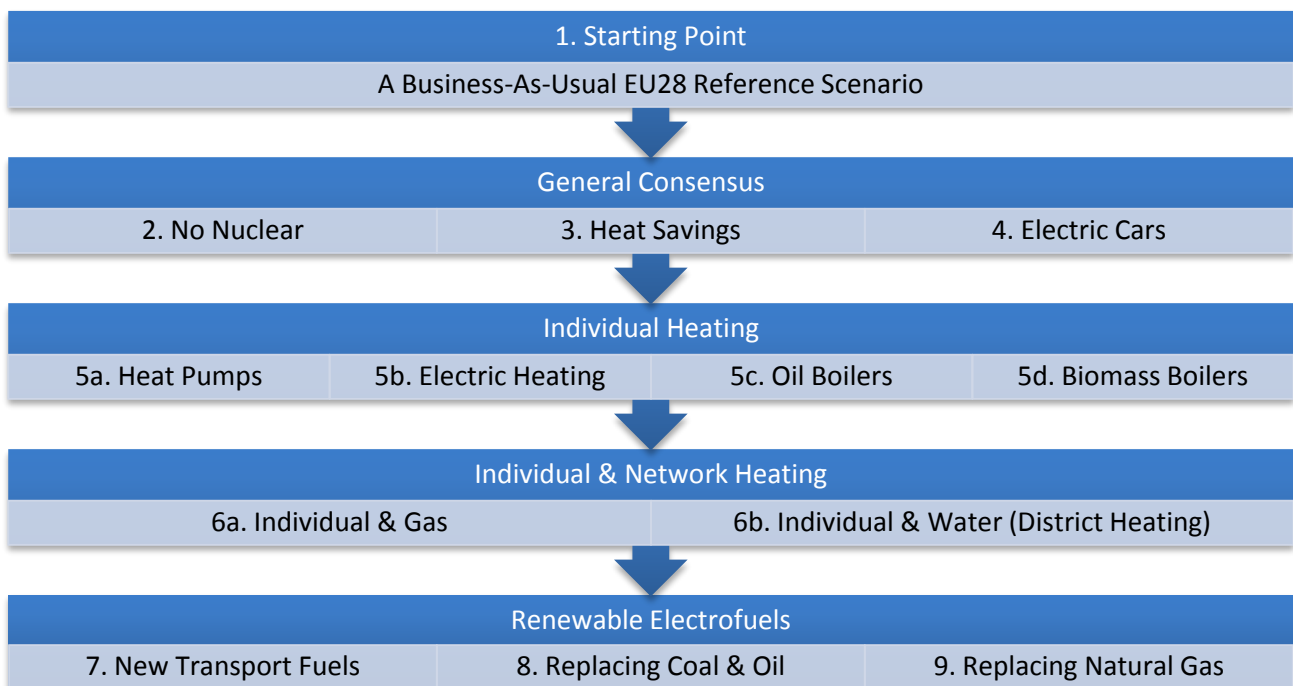 1. Starting Point
A Business-As-Usual EU28 Reference Scenario
General Consensus
2. No Nuclear
3. Heat Savings
4. Electric Cars
Individual Heating
5a. Heat Pumps
5b. Electric Heating
5c. Oil Boilers
5d. Biomass Boilers
Individual & Network Heating
6a. Individual & Gas
6b. Individual & Water (District Heating)
Renewable Electrofuels
7. New Transport Fuels
8. Replacing Coal & Oil
9. Replacing Natural Gas